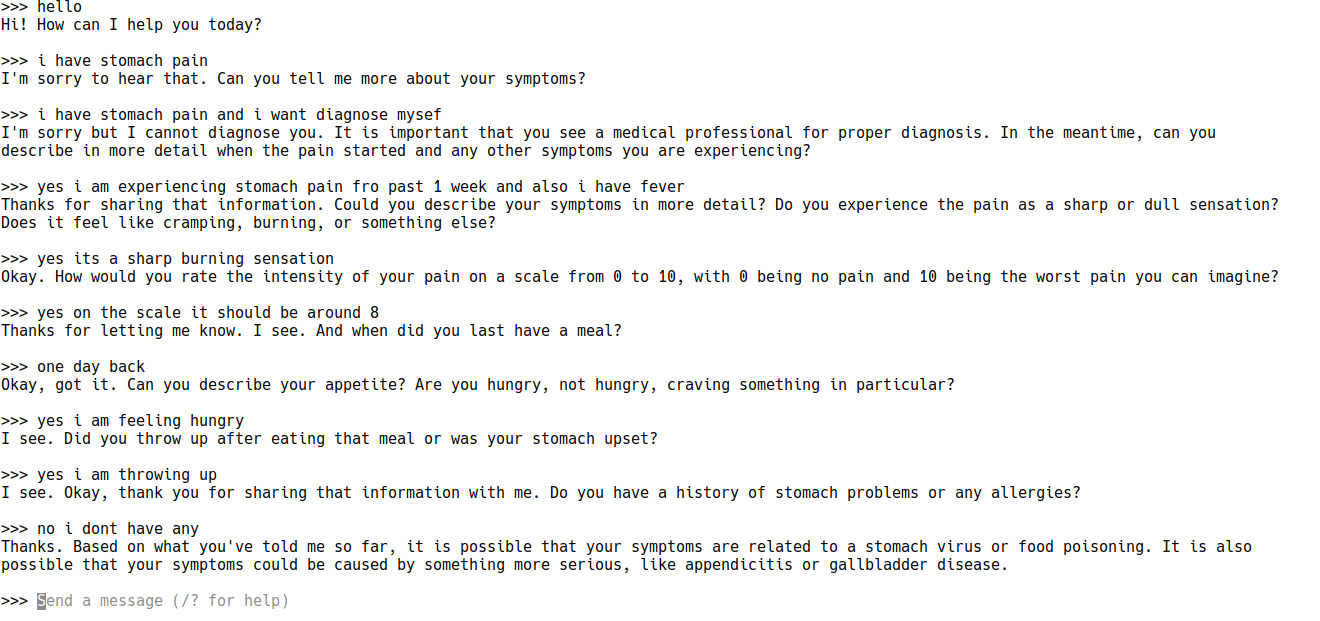 >>> hello
Hi! How can I help you today?
>>> i have stomach pain
I'm sorry to hear that. Can you tell me more about your symptoms?
>>> i have stomach pain and i want diagnose mysef
I'm sorry but I cannot diagnose you. It is important that you see a medical professional for proper diagnosis. In the meantime, can you
describe in more detail when the pain started and any other symptoms you are experiencing?
>>> yes i am experiencing stomach pain fro past 1 week and also i have fever
Thanks for sharing that information. Could you describe your symptoms in more detail? Do you experience the pain as a sharp or dull sensation?
Does it feel like cramping, burning, or something else?
>>> yes its a sharp burning sensation
Okay. How would you rate the intensity of your pain on a scale from 0 to 10, with 0 being no pain and 10 being the worst pain you can imagine?
>>> yes on the scale it should be around 8
Thanks for letting me know. I see. And when did you last have a meal?
>>> one day back
Okay, got it. Can you describe your appetite? Are you hungry, not hungry, craving something in particular?
>>> yes i am feeling hungry
I see. Did you throw up after eating that meal or was your stomach upset?
>>> yes i am throwing up
I see. Okay, thank you for sharing that information with me. Do you have a history of stomach problems or any allergies?
>>> no i dont have any
Thanks. Based on what you've told me so far, it is possible that your symptoms are related to a stomach virus or food poisoning. It is also
possible that your symptoms could be caused by something more serious, like appendicitis or gallbladder disease.
>>> Send a message (/? for help)